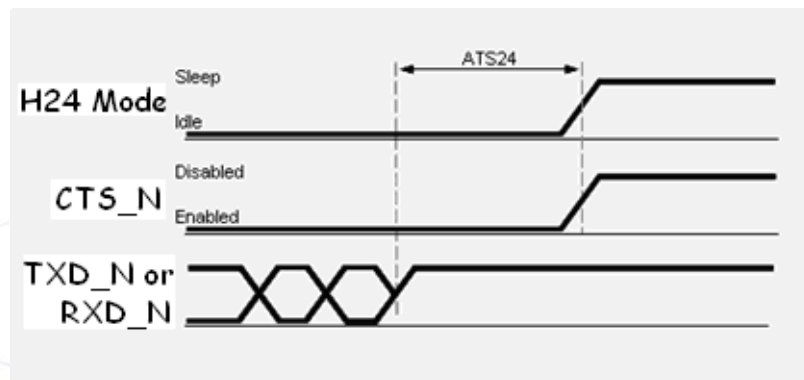 ATS24
Sleep
H24 Mode
Idle
Disabled
CTS_N
Enabled
TXD_N or
RXD_N